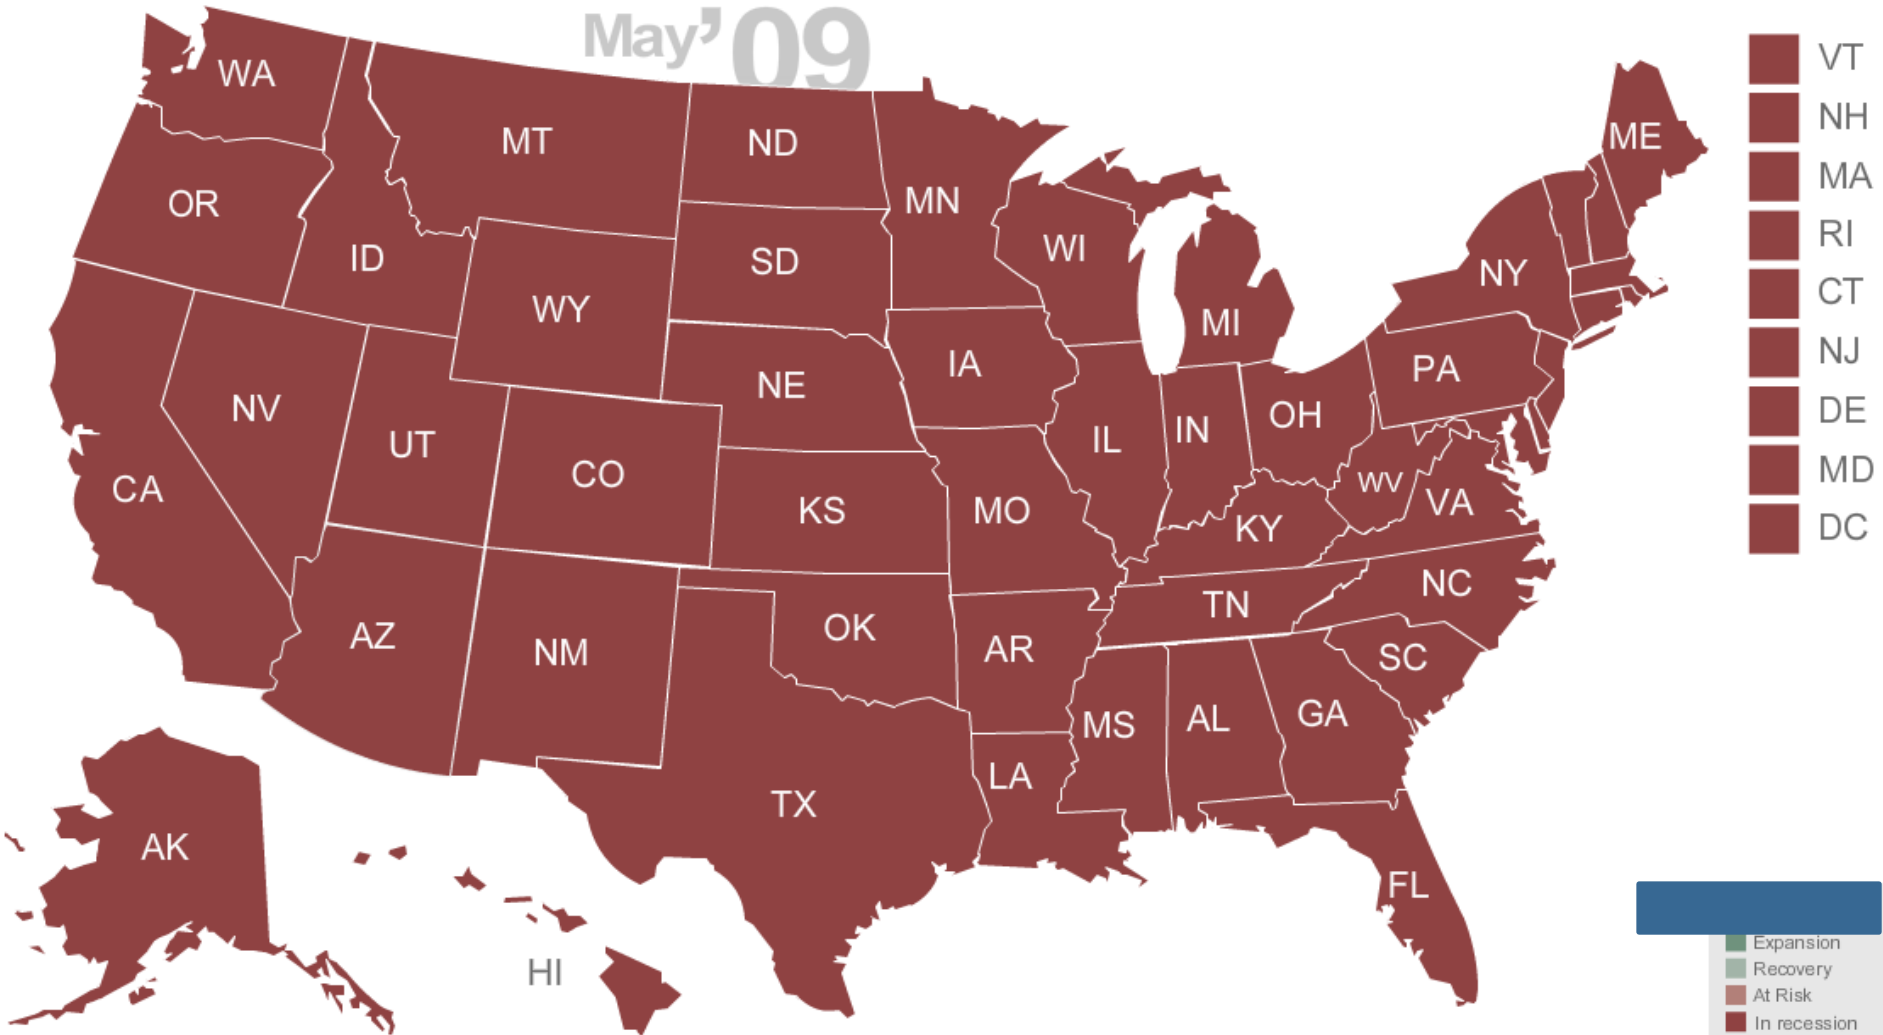 May’09
WA
MT
ND
MN
ME
OR
ID
SD
WI
NY
WY
MI
IA
PA
NE
NV
OH
UT
IL
IN
CO
CA
KS
MO
WV
VA
KY
NC
TN
AZ
OK
NM
AR
SC
GA
MS
AL
LA
TX
AK
FL
HI
VT
NH
MA
RI
CT
NJ
DE
MD
DC
Expansion
Recovery
At Risk
In recession